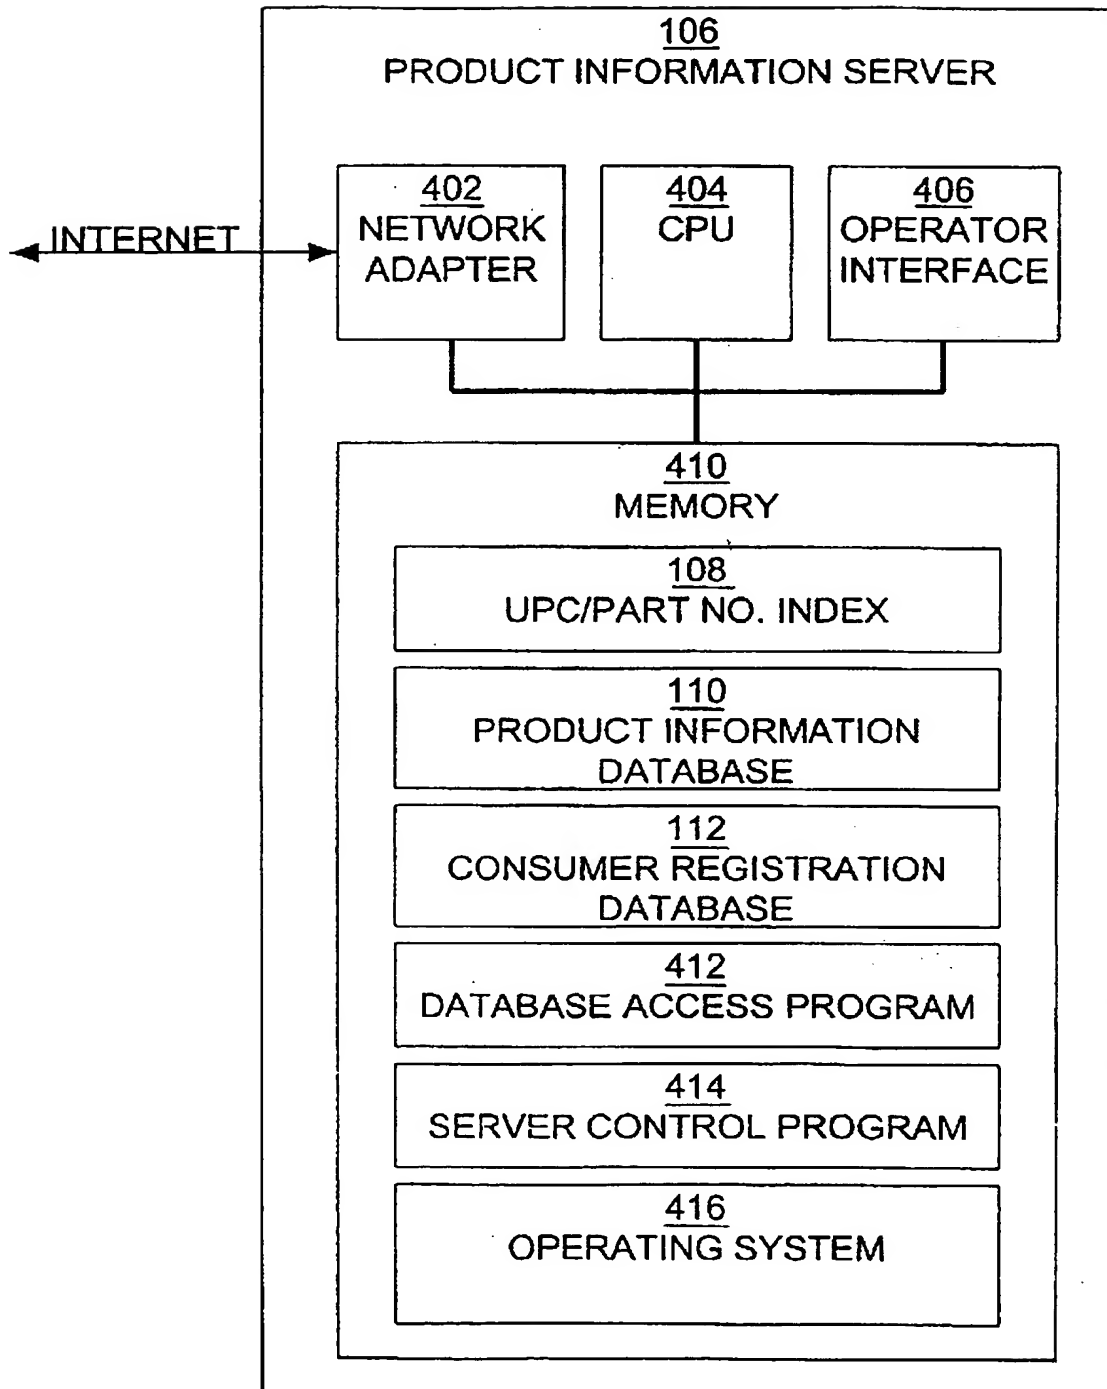 106
PRODUCT INFORMATION SERVER
402
NETWORK
ADAPTER
404
CPU
406
OPERATOR
INTERFACE
INTERNET
410
MEMORY
108
UPC/PART NO. INDEX
110
PRODUCT INFORMATION
DATABASE
112
CONSUMER REGISTRATION
DATABASE
412
DATABASE ACCESS PROGRAM
414
SERVER CONTROL PROGRAM
416
OPERATING SYSTEM